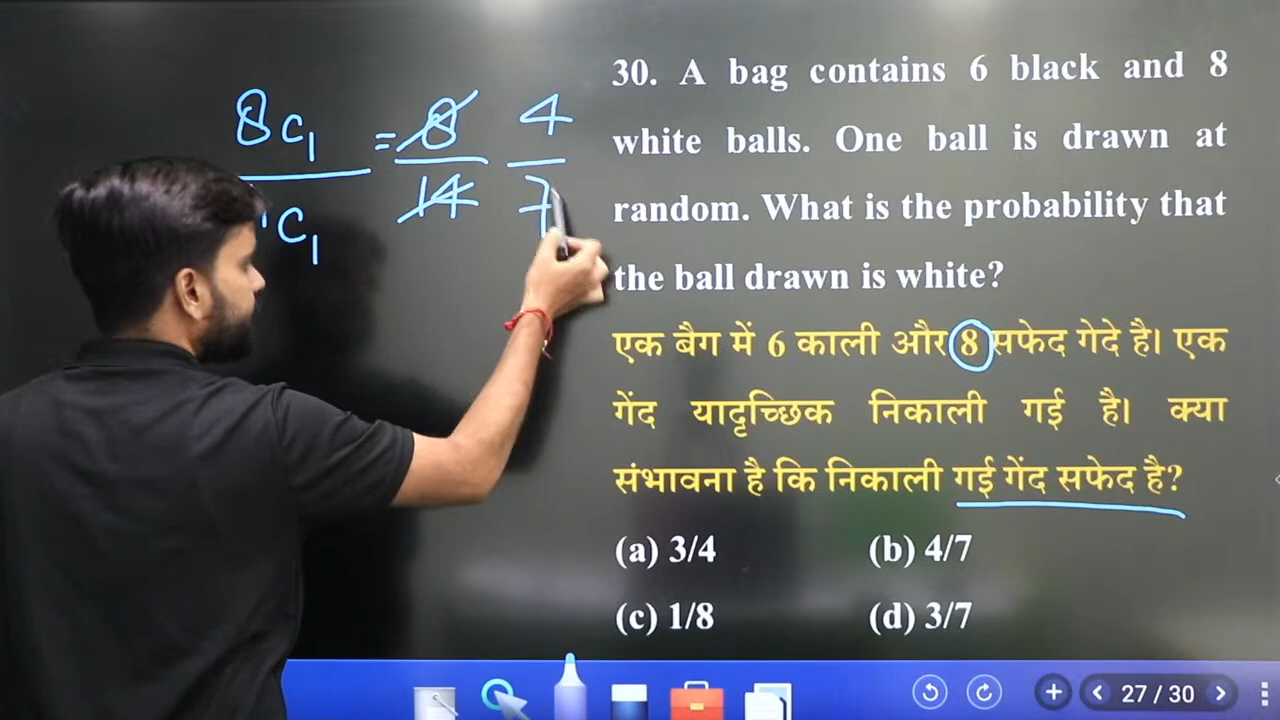 8c₁ = 8 4
14 7
c₁
30. A bag contains 6 black and 8
white balls. One ball is drawn at
random. What is the probability that
the ball drawn is white?
एक बैग में 6 काली और 8 सफेद गेदे है। एक
गेंद यादृच्छिक निकाली गई है। क्या
संभावना है कि निकाली गई गेंद सफेद है?
(a) 3/4 (b) 4/7
(c) 1/8 (d) 3/7
27 / 30